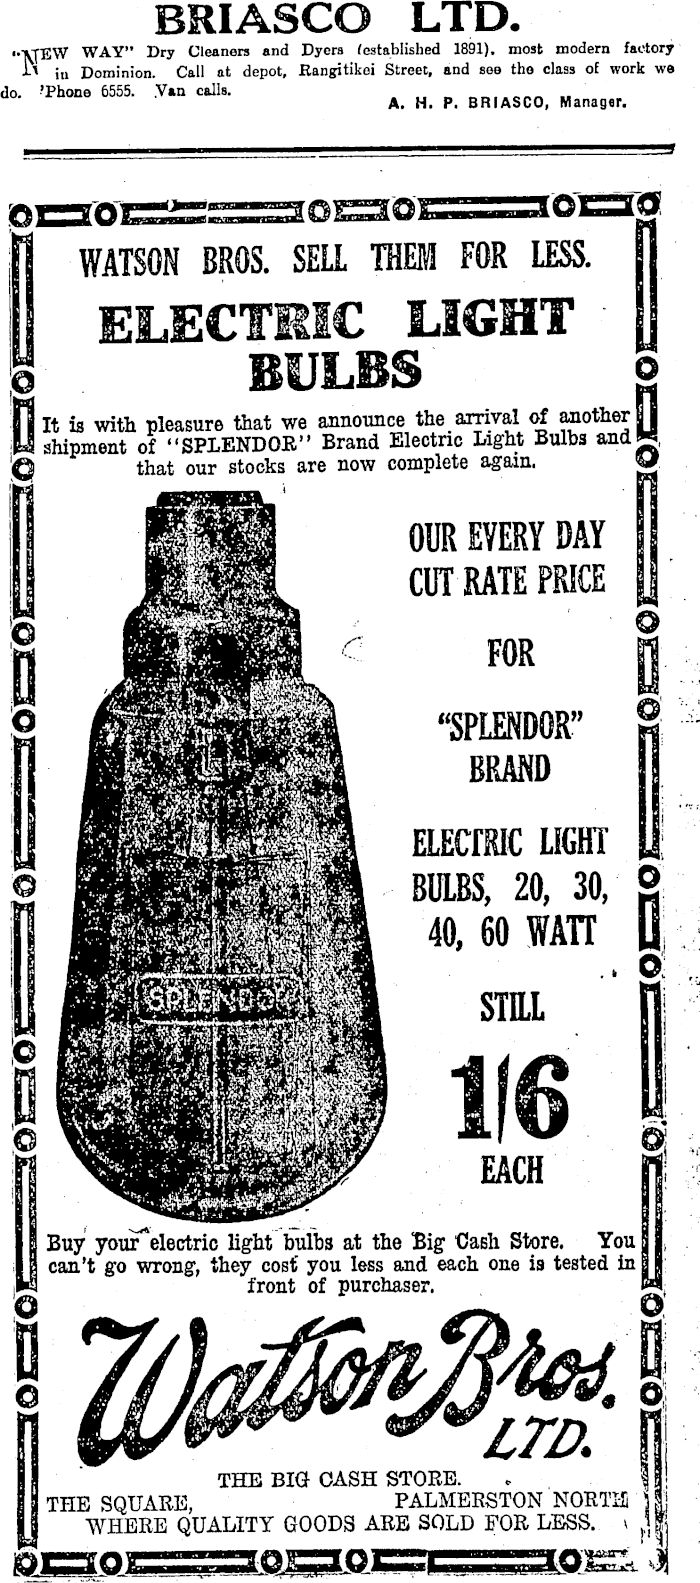 BRIASCO LTD.
"NEW WAY" Dry Cleaners and Dyers (established 1891), most modern factory
in Dominion. Call at depot, Rangitikei Street, and see the class of work we
do. 'Phone 6555. Van calls.
A. H. P. BRIASCO, Manager.
WATSON BROS. SELL THEM FOR LESS.
ELECTRIC LIGHT
BULBS
It is with pleasure that we announce the arrival of another
shipment of "SPLENDOR" Brand Electric Light Bulbs and
that our stocks are now complete again.
OUR EVERY DAY
CUT RATE PRICE
FOR
"SPLENDOR"
BRAND
ELECTRIC LIGHT
BULBS, 20, 30,
40, 60 WATT
SPLENDOR
STILL
1/6
EACH
Buy your electric light bulbs at the Big Cash Store. You
can't go wrong, they cost you less and each one is tested in
front of purchaser.
Watson Bros.
LTD.
THE BIG CASH STORE.
THE SQUARE, PALMERSTON NORTH
WHERE QUALITY GOODS ARE SOLD FOR LESS.